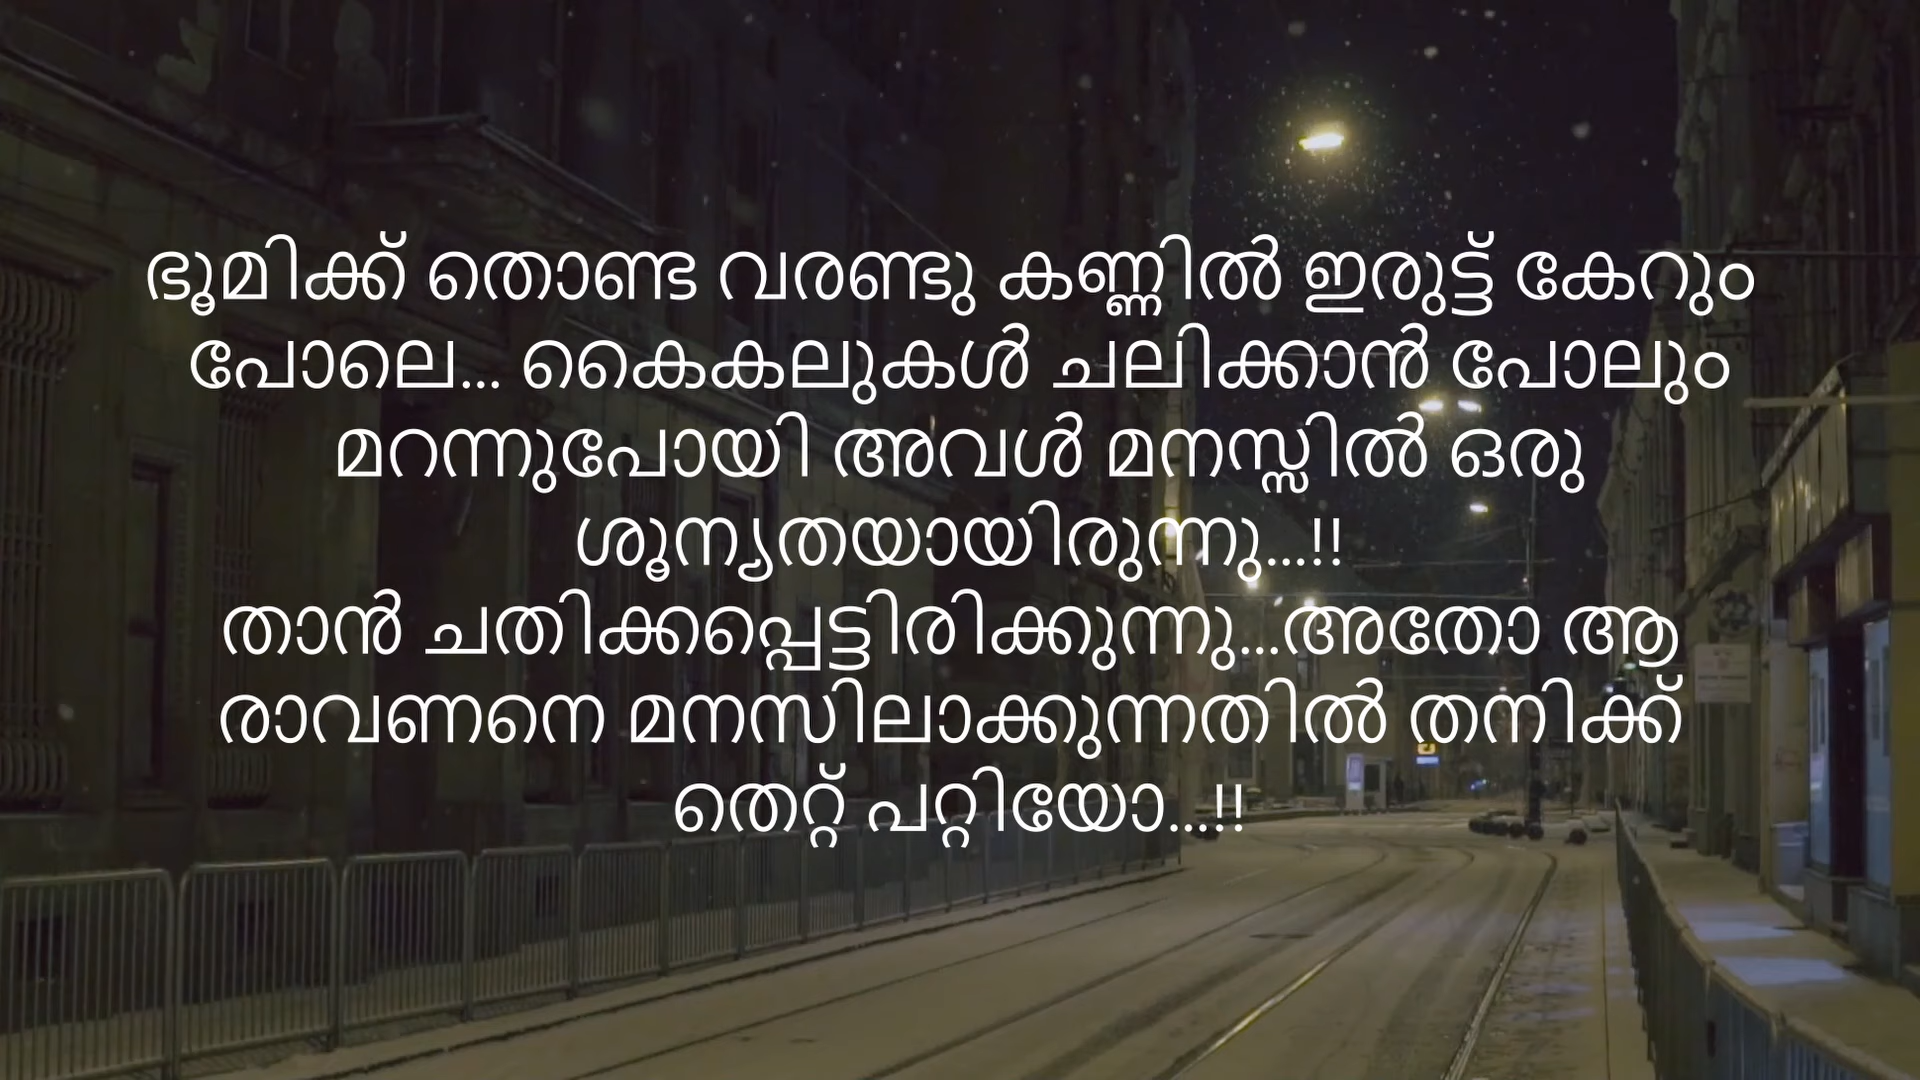 ഭൂമിക്ക് തൊണ്ട വരണ്ടു കണ്ണിൽ ഇരുട്ട് കേറും
പോലെ... കൈകലുകൾ ചലിക്കാൻ പോലും
മറന്നുപോയി അവൾ മനസ്സിൽ ഒരു
ശൂന്യതയായിരുന്നു...!!
താൻ ചതിക്കപ്പെട്ടിരിക്കുന്നു...അതോ ആ
രാവണനെ മനസിലാക്കുന്നതിൽ തനിക്ക്
തെറ്റ് പറ്റിയോ...!!